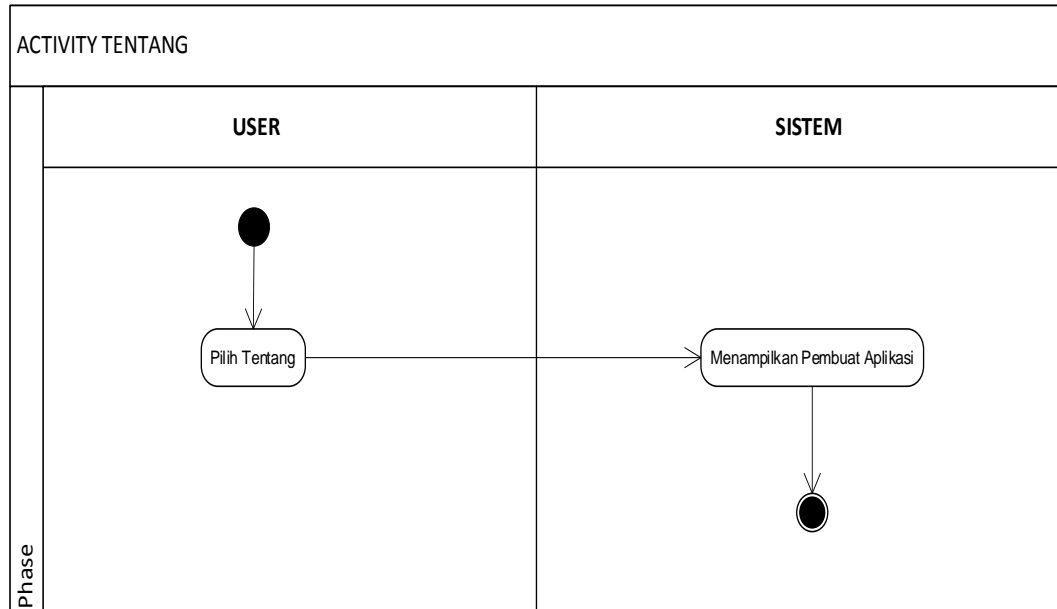 ACTIVITY TENTANG
USER
SISTEM
Pilih Tentang
Menampilkan Pembuat Aplikasi
Phase